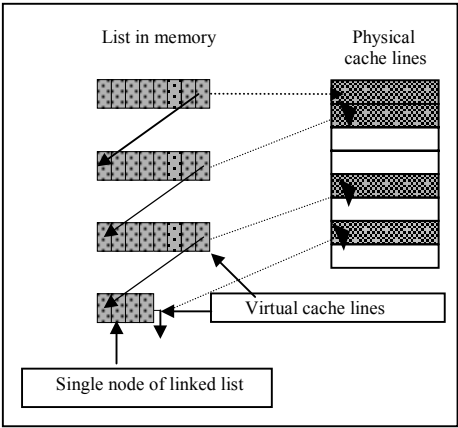 List in memory
Physical
cache lines
Virtual cache lines
Single node of linked list